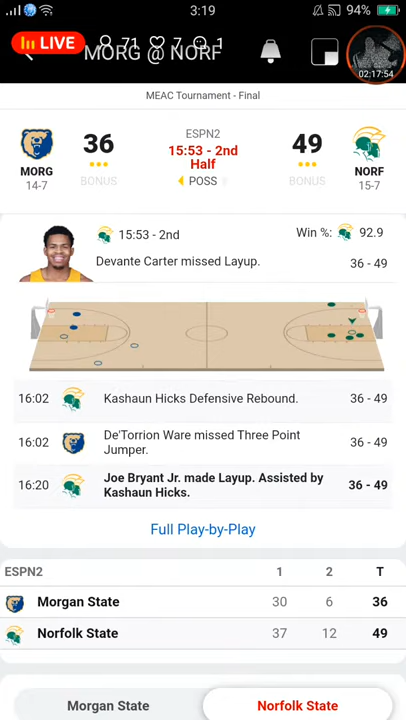 3:19
94%
LIVE 71 7 1
MORG @ NORF
02:17:54
MEAC Tournament - Final
36
ESPN2
49
15:53 - 2nd
Half
MORG
14-7
BONUS
POSS
BONUS
NORF
15-7
15:53 - 2nd
Win %: 92.9
Devante Carter missed Layup.
36 - 49
16:02 Kashaun Hicks Defensive Rebound. 36 - 49
16:02 De'Torrion Ware missed Three Point
Jumper. 36 - 49
16:20 Joe Bryant Jr. made Layup. Assisted by
Kashaun Hicks. 36 - 49
Full Play-by-Play
ESPN2 1 2 T
Morgan State 30 6 36
Norfolk State 37 12 49
Morgan State Norfolk State